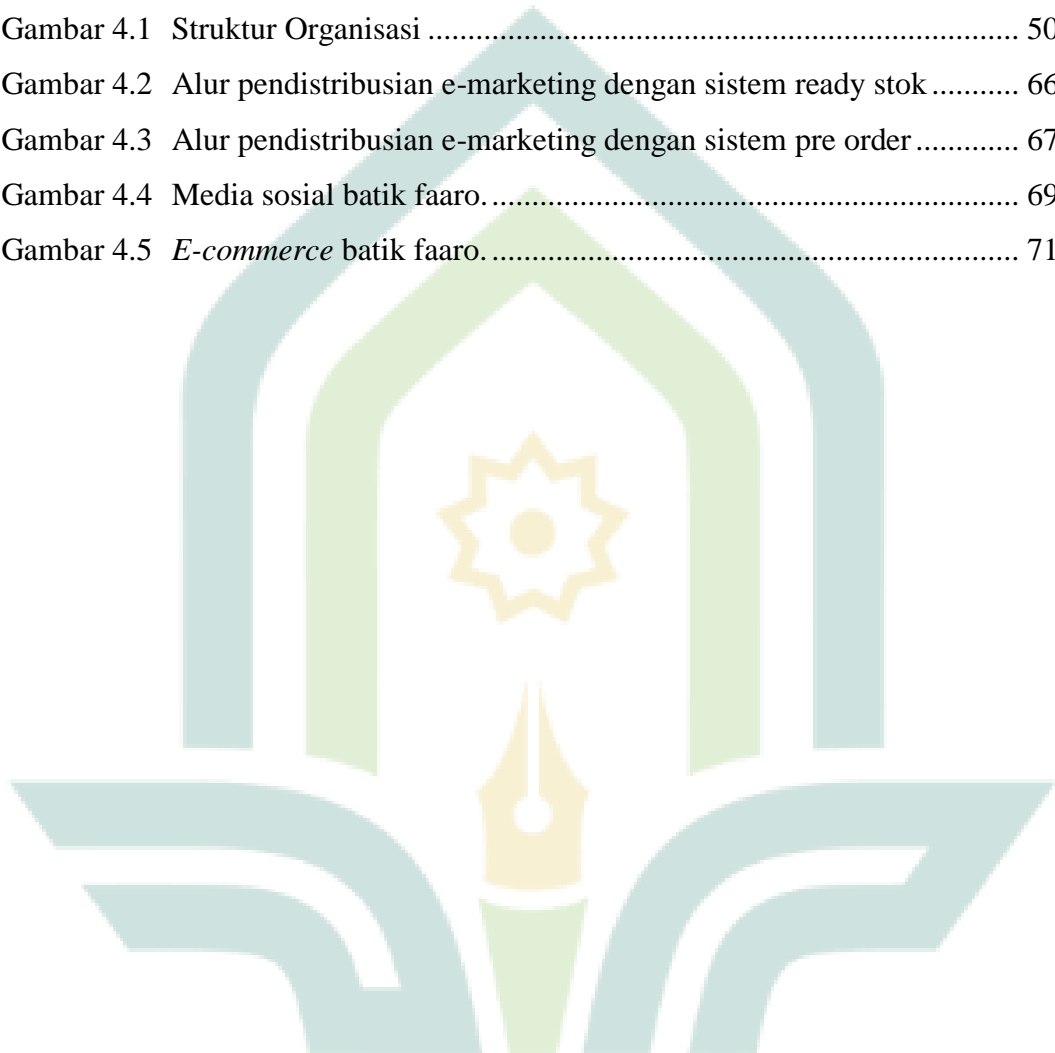 Gambar 4.1 Struktur Organisasi ........................................................................ 50
Gambar 4.2 Alur pendistribusian e-marketing dengan sistem ready stok ........... 66
Gambar 4.3 Alur pendistribusian e-marketing dengan sistem pre order ............. 67
Gambar 4.4 Media sosial batik faaro. ................................................................ 69
Gambar 4.5 E-commerce batik faaro. ................................................................ 71